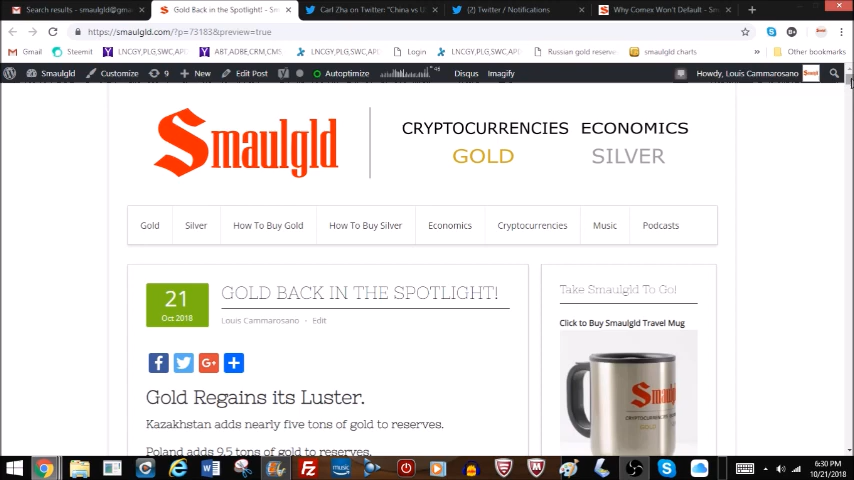 Search results - smaulgld@gma
Gold Back in the Spotlight! - Smau
Carl Zha on Twitter: "China vs U
(2) Twitter / Notifications
Why Comex Won't Default - Sm
https://smaulgld.com/?p=73183&preview=true
Gmail
LNCGY,PLG,SWC,API
ABT,ADBE,CRM,CMS
LNCGY,PLG,SWC,API
Login
LNCGY,PLG,SWC,API
Russian gold reserve
smaulgld charts
»
Other bookmarks
Smaulgld
Customize
9
New
Edit Post
Autoptimize
Disqus
Imagify
Howdy, Louis Cammarosano
Smaulgld
CRYPTOCURRENCIES ECONOMICS
GOLD SILVER
Gold
Silver
How To Buy Gold
How To Buy Silver
Economics
Cryptocurrencies
Music
Podcasts
21
Oct 2018
GOLD BACK IN THE SPOTLIGHT!
Louis Cammarosano · Edit
Gold Regains its Luster.
Kazakhstan adds nearly five tons of gold to reserves.
Poland adds 9.5 tons of gold to reserves.
Take Smaulgld To Go!
Click to Buy Smaulgld Travel Mug
6:30 PM
10/21/2018